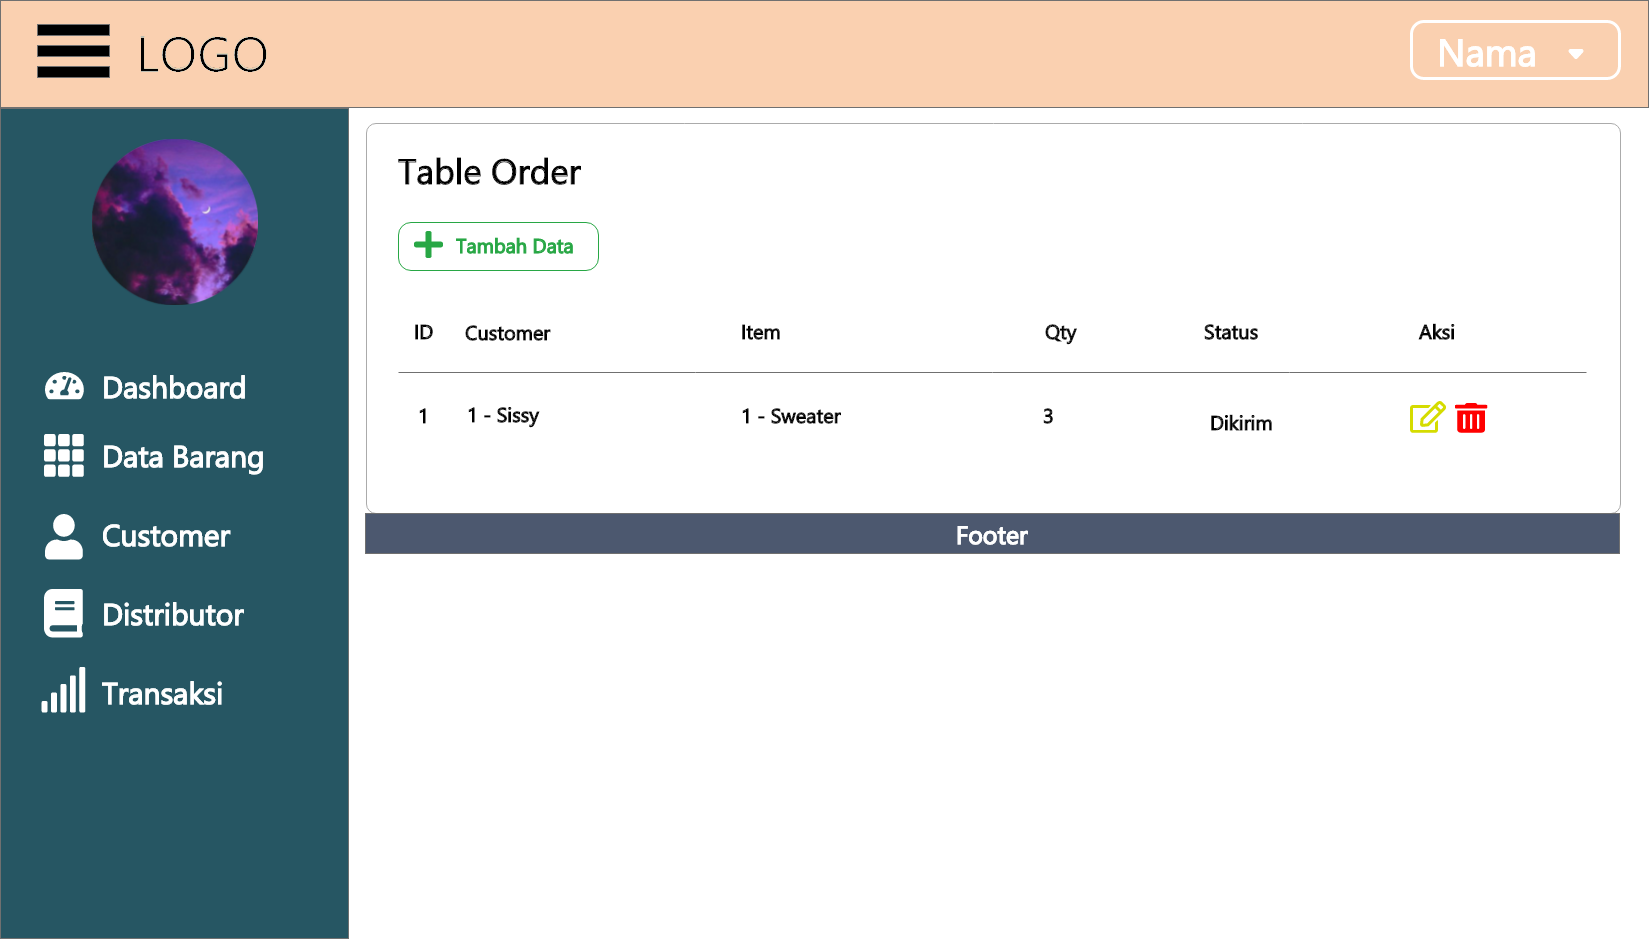 LOGO
Nama
Dashboard
Data Barang
Customer
Distributor
Transaksi
Table Order
Tambah Data
ID Customer Item Qty Status Aksi
1 1 - Sissy 1 - Sweater 3 Dikirim
Footer